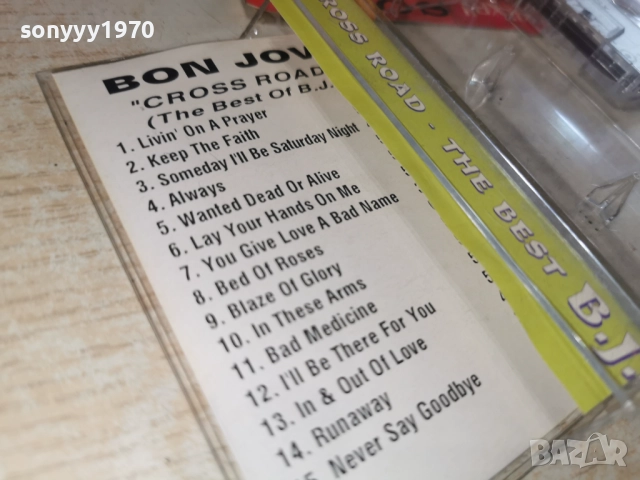 sonyyy1970
BON JOV
"CROSS ROAD
(The Best Of B.J.
1. Livin' On A Prayer
2. Keep The Faith
3. Someday I'll Be Saturday Night
4. Always
5. Wanted Dead Or Alive
6. Lay Your Hands On Me
7. You Give Love A Bad Name
8. Bed Of Roses
9. Blaze Of Glory
10. In These Arms
11. Bad Medicine
12. I'll Be There For You
13. In & Out Of Love
14. Runaway
15. Never Say Goodbye
CROSS ROAD - THE BEST B.J.
BAZAR
bazar.bg